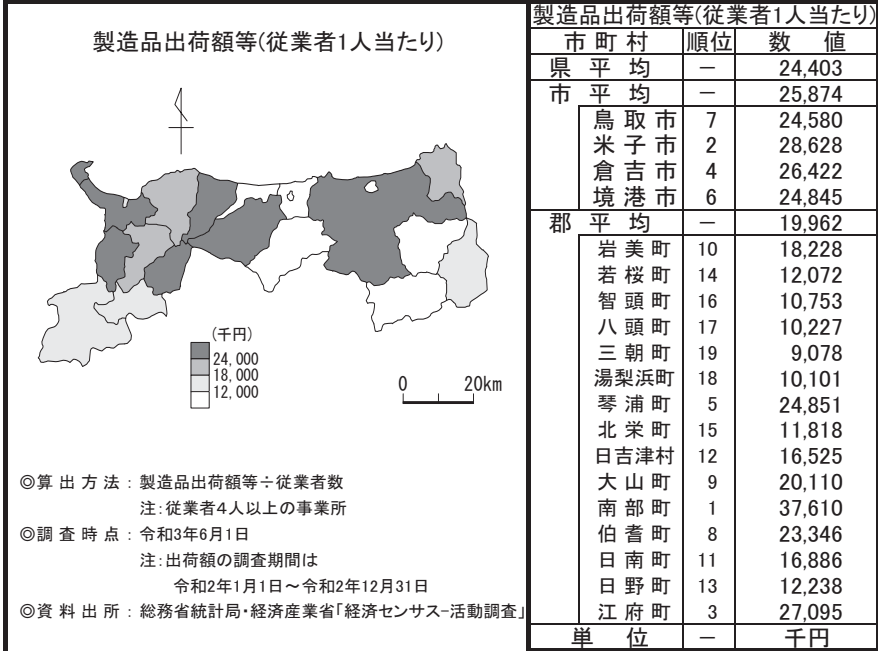 製造品出荷額等(従業者1人当たり)
(千円)
24,000
18,000
12,000
0 20km
◎算出方法：製造品出荷額等÷従業者数
注:従業者4人以上の事業所
◎調査時点：令和3年6月1日
注:出荷額の調査期間は
令和2年1月1日～令和2年12月31日
◎資料出所：総務省統計局・経済産業省「経済センサス-活動調査」
製造品出荷額等(従業者1人当たり)
市町村 順位 数値
県平均 － 24,403
市平均 － 25,874
鳥取市 7 24,580
米子市 2 28,628
倉吉市 4 26,422
境港市 6 24,845
郡平均 － 19,962
岩美町 10 18,228
若桜町 14 12,072
智頭町 16 10,753
八頭町 17 10,227
三朝町 19 9,078
湯梨浜町 18 10,101
琴浦町 5 24,851
北栄町 15 11,818
日吉津村 12 16,525
大山町 9 20,110
南部町 1 37,610
伯耆町 8 23,346
日南町 11 16,886
日野町 13 12,238
江府町 3 27,095
単位 － 千円